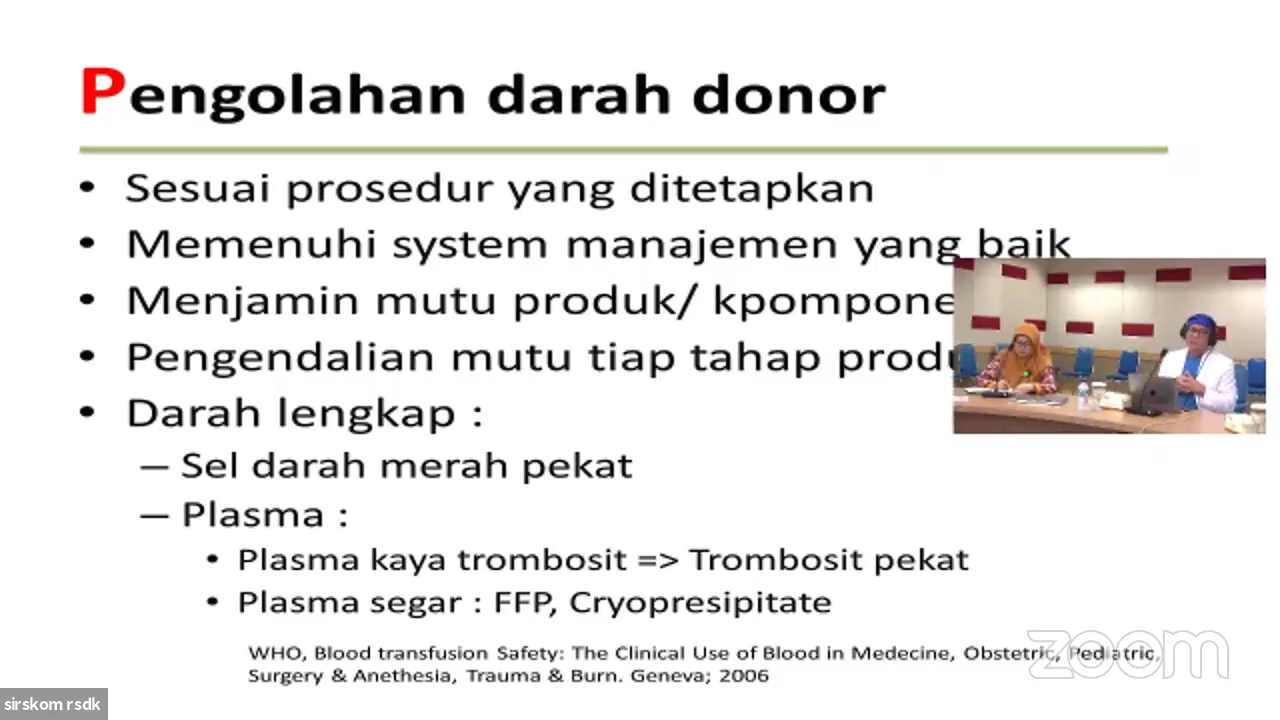 Pengolahan darah donor
• Sesuai prosedur yang ditetapkan
• Memenuhi system manajemen yang baik
• Menjamin mutu produk/ kpompone
• Pengendalian mutu tiap tahap produ
• Darah lengkap :
– Sel darah merah pekat
– Plasma :
• Plasma kaya trombosit => Trombosit pekat
• Plasma segar : FFP, Cryopresipitate
WHO, Blood transfusion Safety: The Clinical Use of Blood in Medecine, Obstetric, Pediatric,
Surgery & Anethesia, Trauma & Burn. Geneva; 2006
zoom
sirskom rsdk